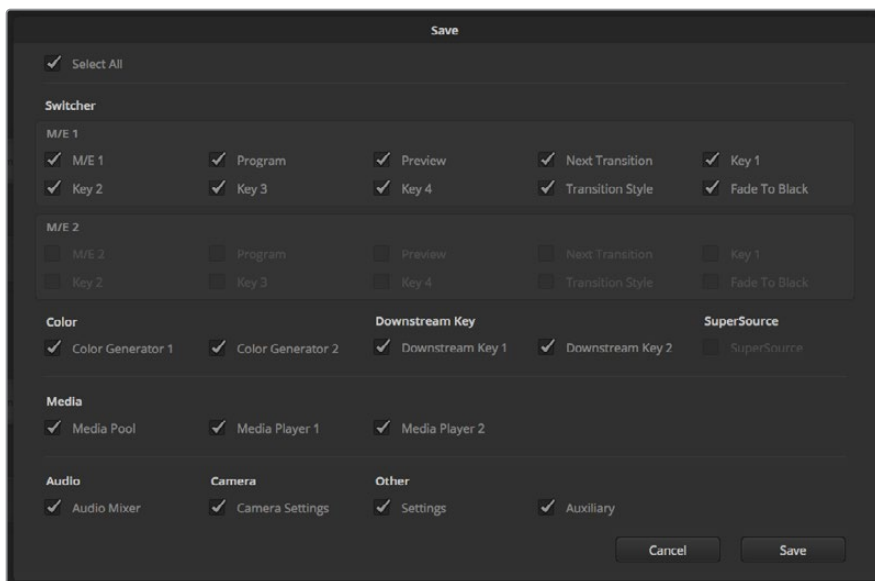 Save
Select All
Switcher
M/E 1
M/E 1 Program Preview Next Transition Key 1
Key 2 Key 3 Key 4 Transition Style Fade To Black
M/E 2
M/E 2 Program Preview Next Transition Key 1
Key 2 Key 3 Key 4 Transition Style Fade To Black
Color Downstream Key SuperSource
Color Generator 1 Color Generator 2 Downstream Key 1 Downstream Key 2 SuperSource
Media
Media Pool Media Player 1 Media Player 2
Audio Camera Other
Audio Mixer Camera Settings Settings Auxiliary
Cancel Save